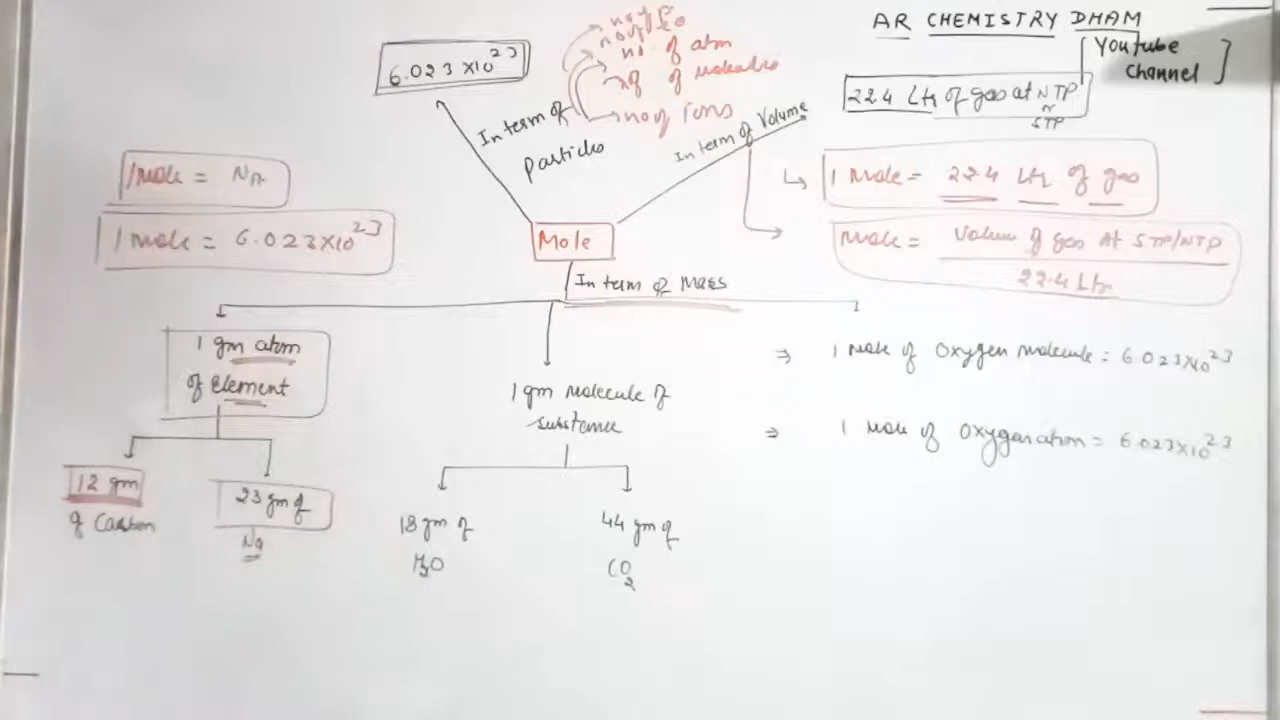 AR CHEMISTRY DHAM
[Youtube
Channel]
6.023 X10^23
no. of atm
no of ions
22.4 Ltr of gas at NTP
or
STP
In term of
Particles
In term of Volume
1 mole = NA
1 mole = 6.023X10^23
1 Mole = 22.4 Ltr of gas
Mole = Volum of gas At STP/NTP
22.4 Ltr
Mole
In term of Mass
1 gm atom
of Element
1 gm molecule of
substance
⇒ 1 Mole of Oxygen molecule = 6.023X10^23
⇒ 1 Mole of Oxygen atom = 6.023X10^23
12 gm
of Carbon
23 gm of
Na
18 gm of
H2O
44 gm of
CO2